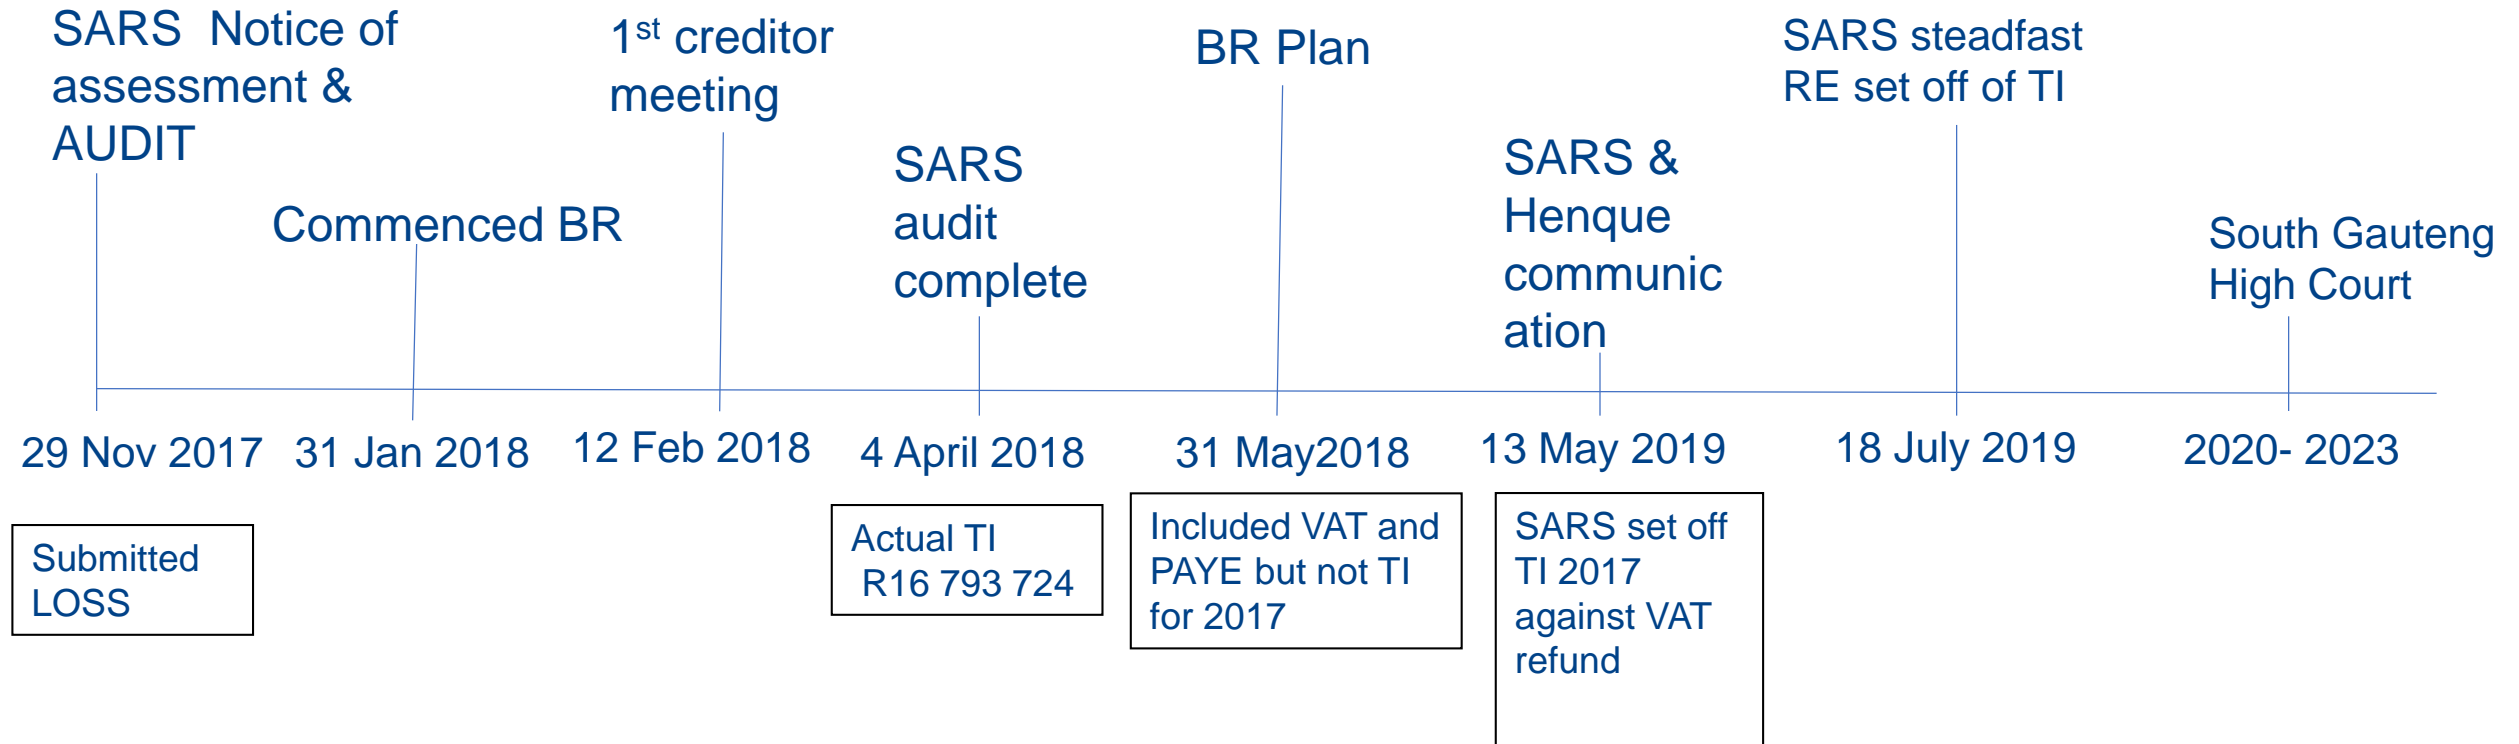 SARS  Notice of
assessment &
AUDIT
Commenced BR
1st creditor
meeting
SARS
audit
complete
BR Plan
SARS &
Henque
communic
ation
SARS steadfast
RE set off of TI
South Gauteng
High Court
29 Nov 2017
31 Jan 2018
12 Feb 2018
4 April 2018
31 May2018
13 May 2019
18 July 2019
2020- 2023
Submitted
LOSS
Actual TI
R16 793 724
Included VAT and
PAYE but not TI
for 2017
SARS set off
TI 2017
against VAT
refund